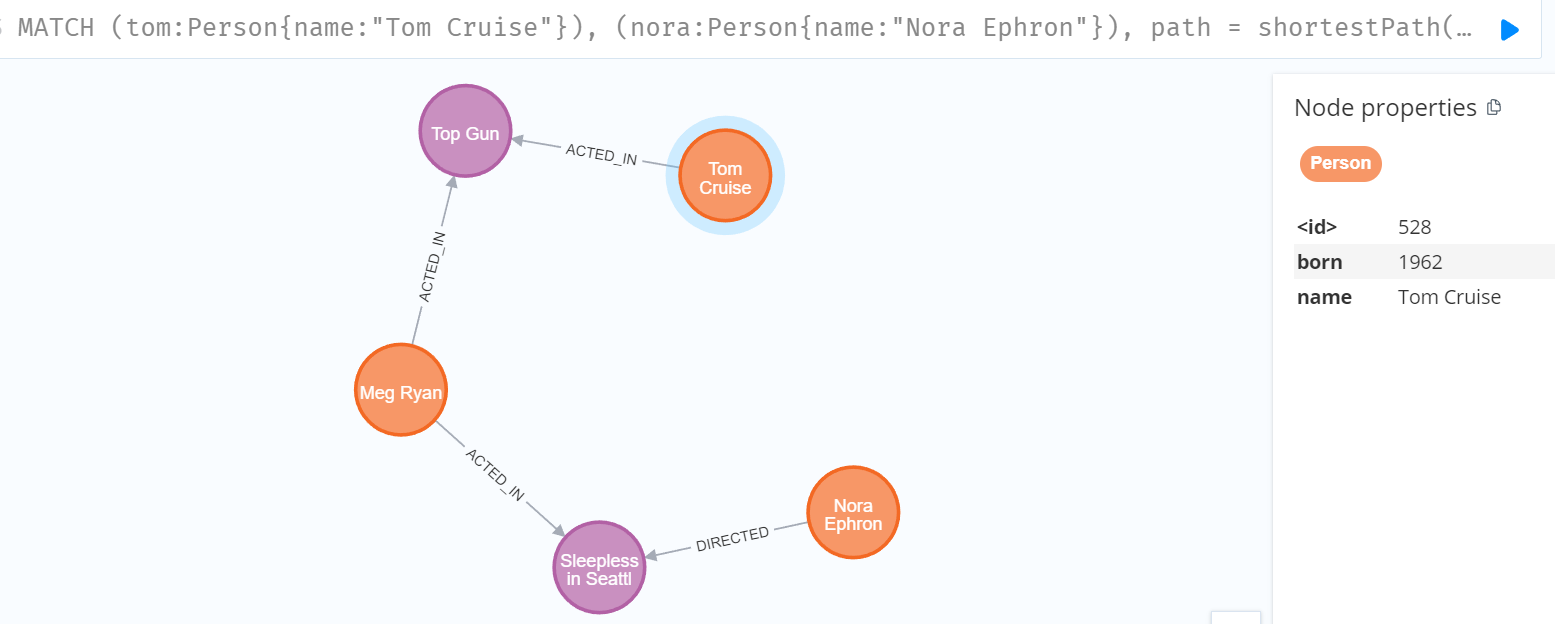 MATCH (tom:Person{name:"Tom Cruise"}), (nora:Person{name:"Nora Ephron"}), path = shortestPath(…
Top Gun
ACTED_IN
Tom
Cruise
ACTED_IN
Meg Ryan
ACTED_IN
Nora
Ephron
DIRECTED
Sleepless
in Seattl
Node properties
Person
<id> 528
born 1962
name Tom Cruise